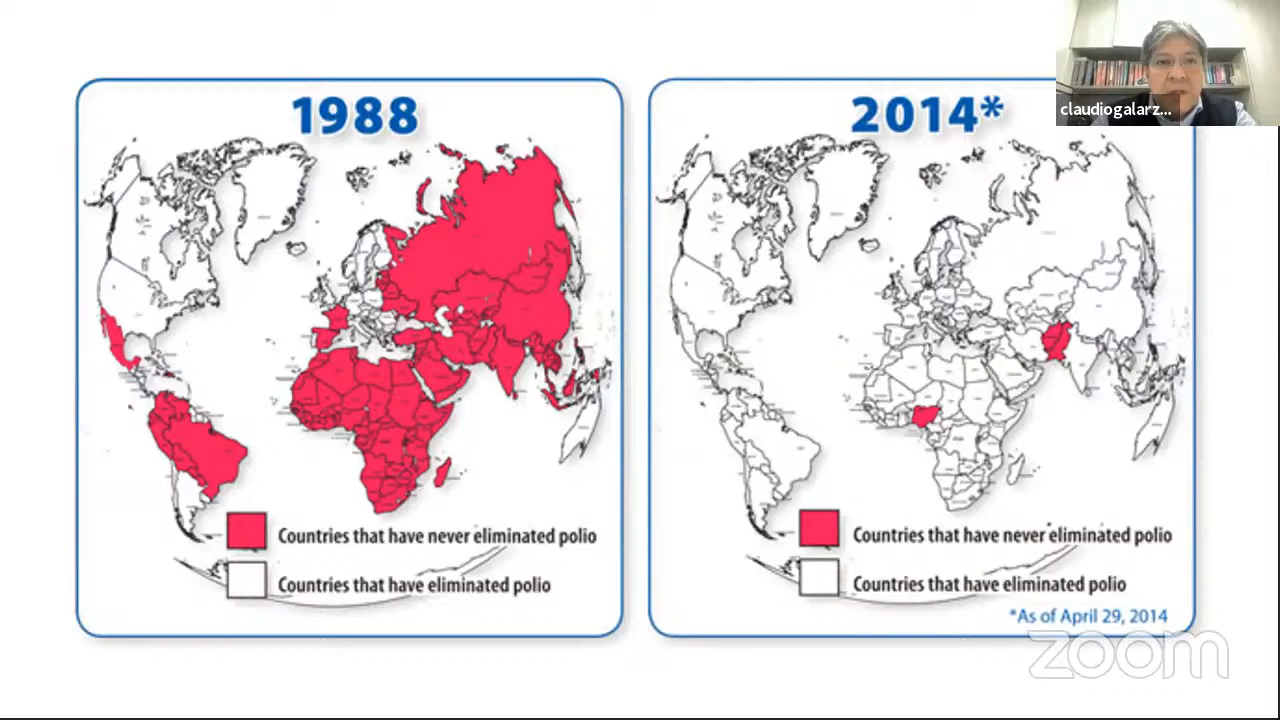 claudiogalarz...
1988
Countries that have never eliminated polio
Countries that have eliminated polio
2014*
Countries that have never eliminated polio
Countries that have eliminated polio
*As of April 29, 2014
zoom